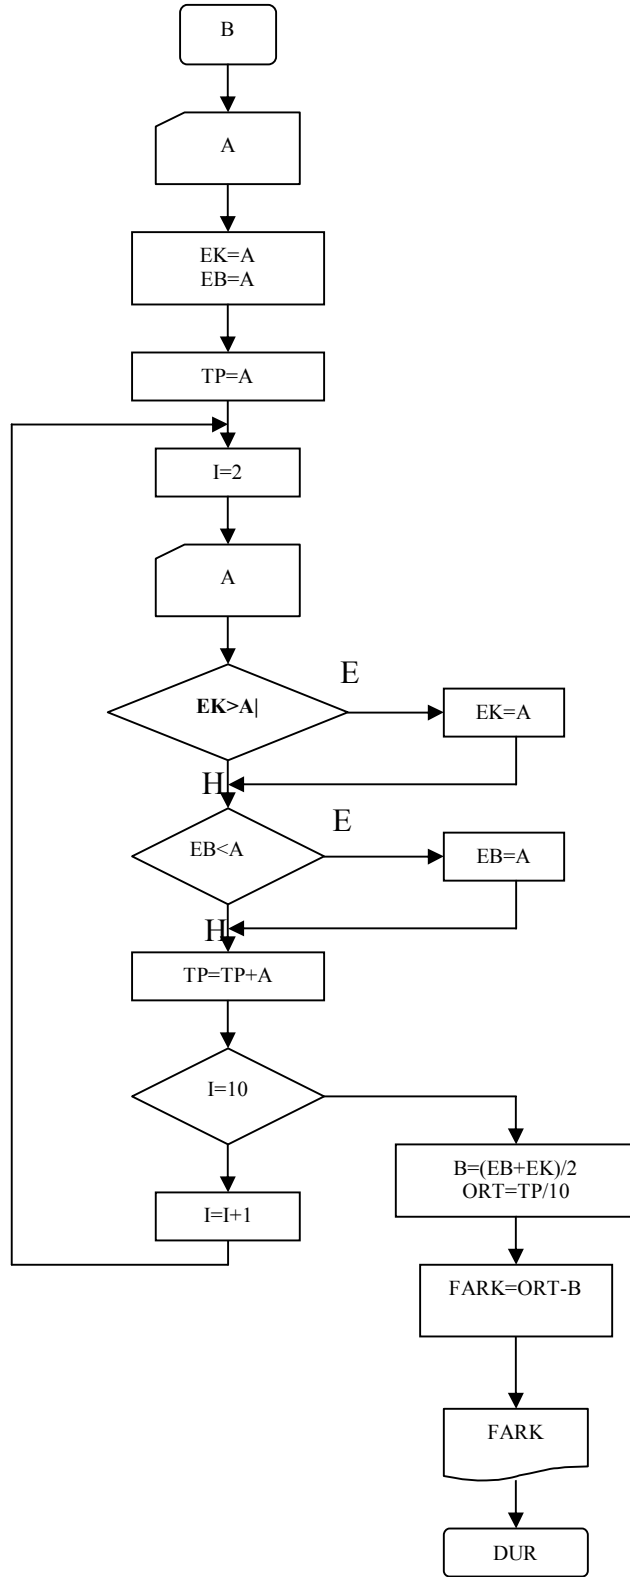 B
A
EK=A
EB=A
TP=A
I=2
A
E
EK>A|
EK=A
H
E
EB<A
EB=A
H
TP=TP+A
I=10
B=(EB+EK)/2
ORT=TP/10
I=I+1
FARK=ORT-B
FARK
DUR